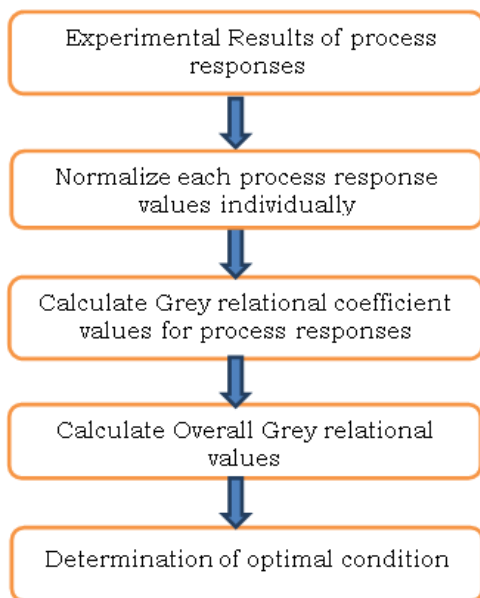 Experimental Results of process
responses
Normalize each process response
values individually
Calculate Grey relational coefficient
values for process responses
Calculate Overall Grey relational
values
Determination of optimal condition